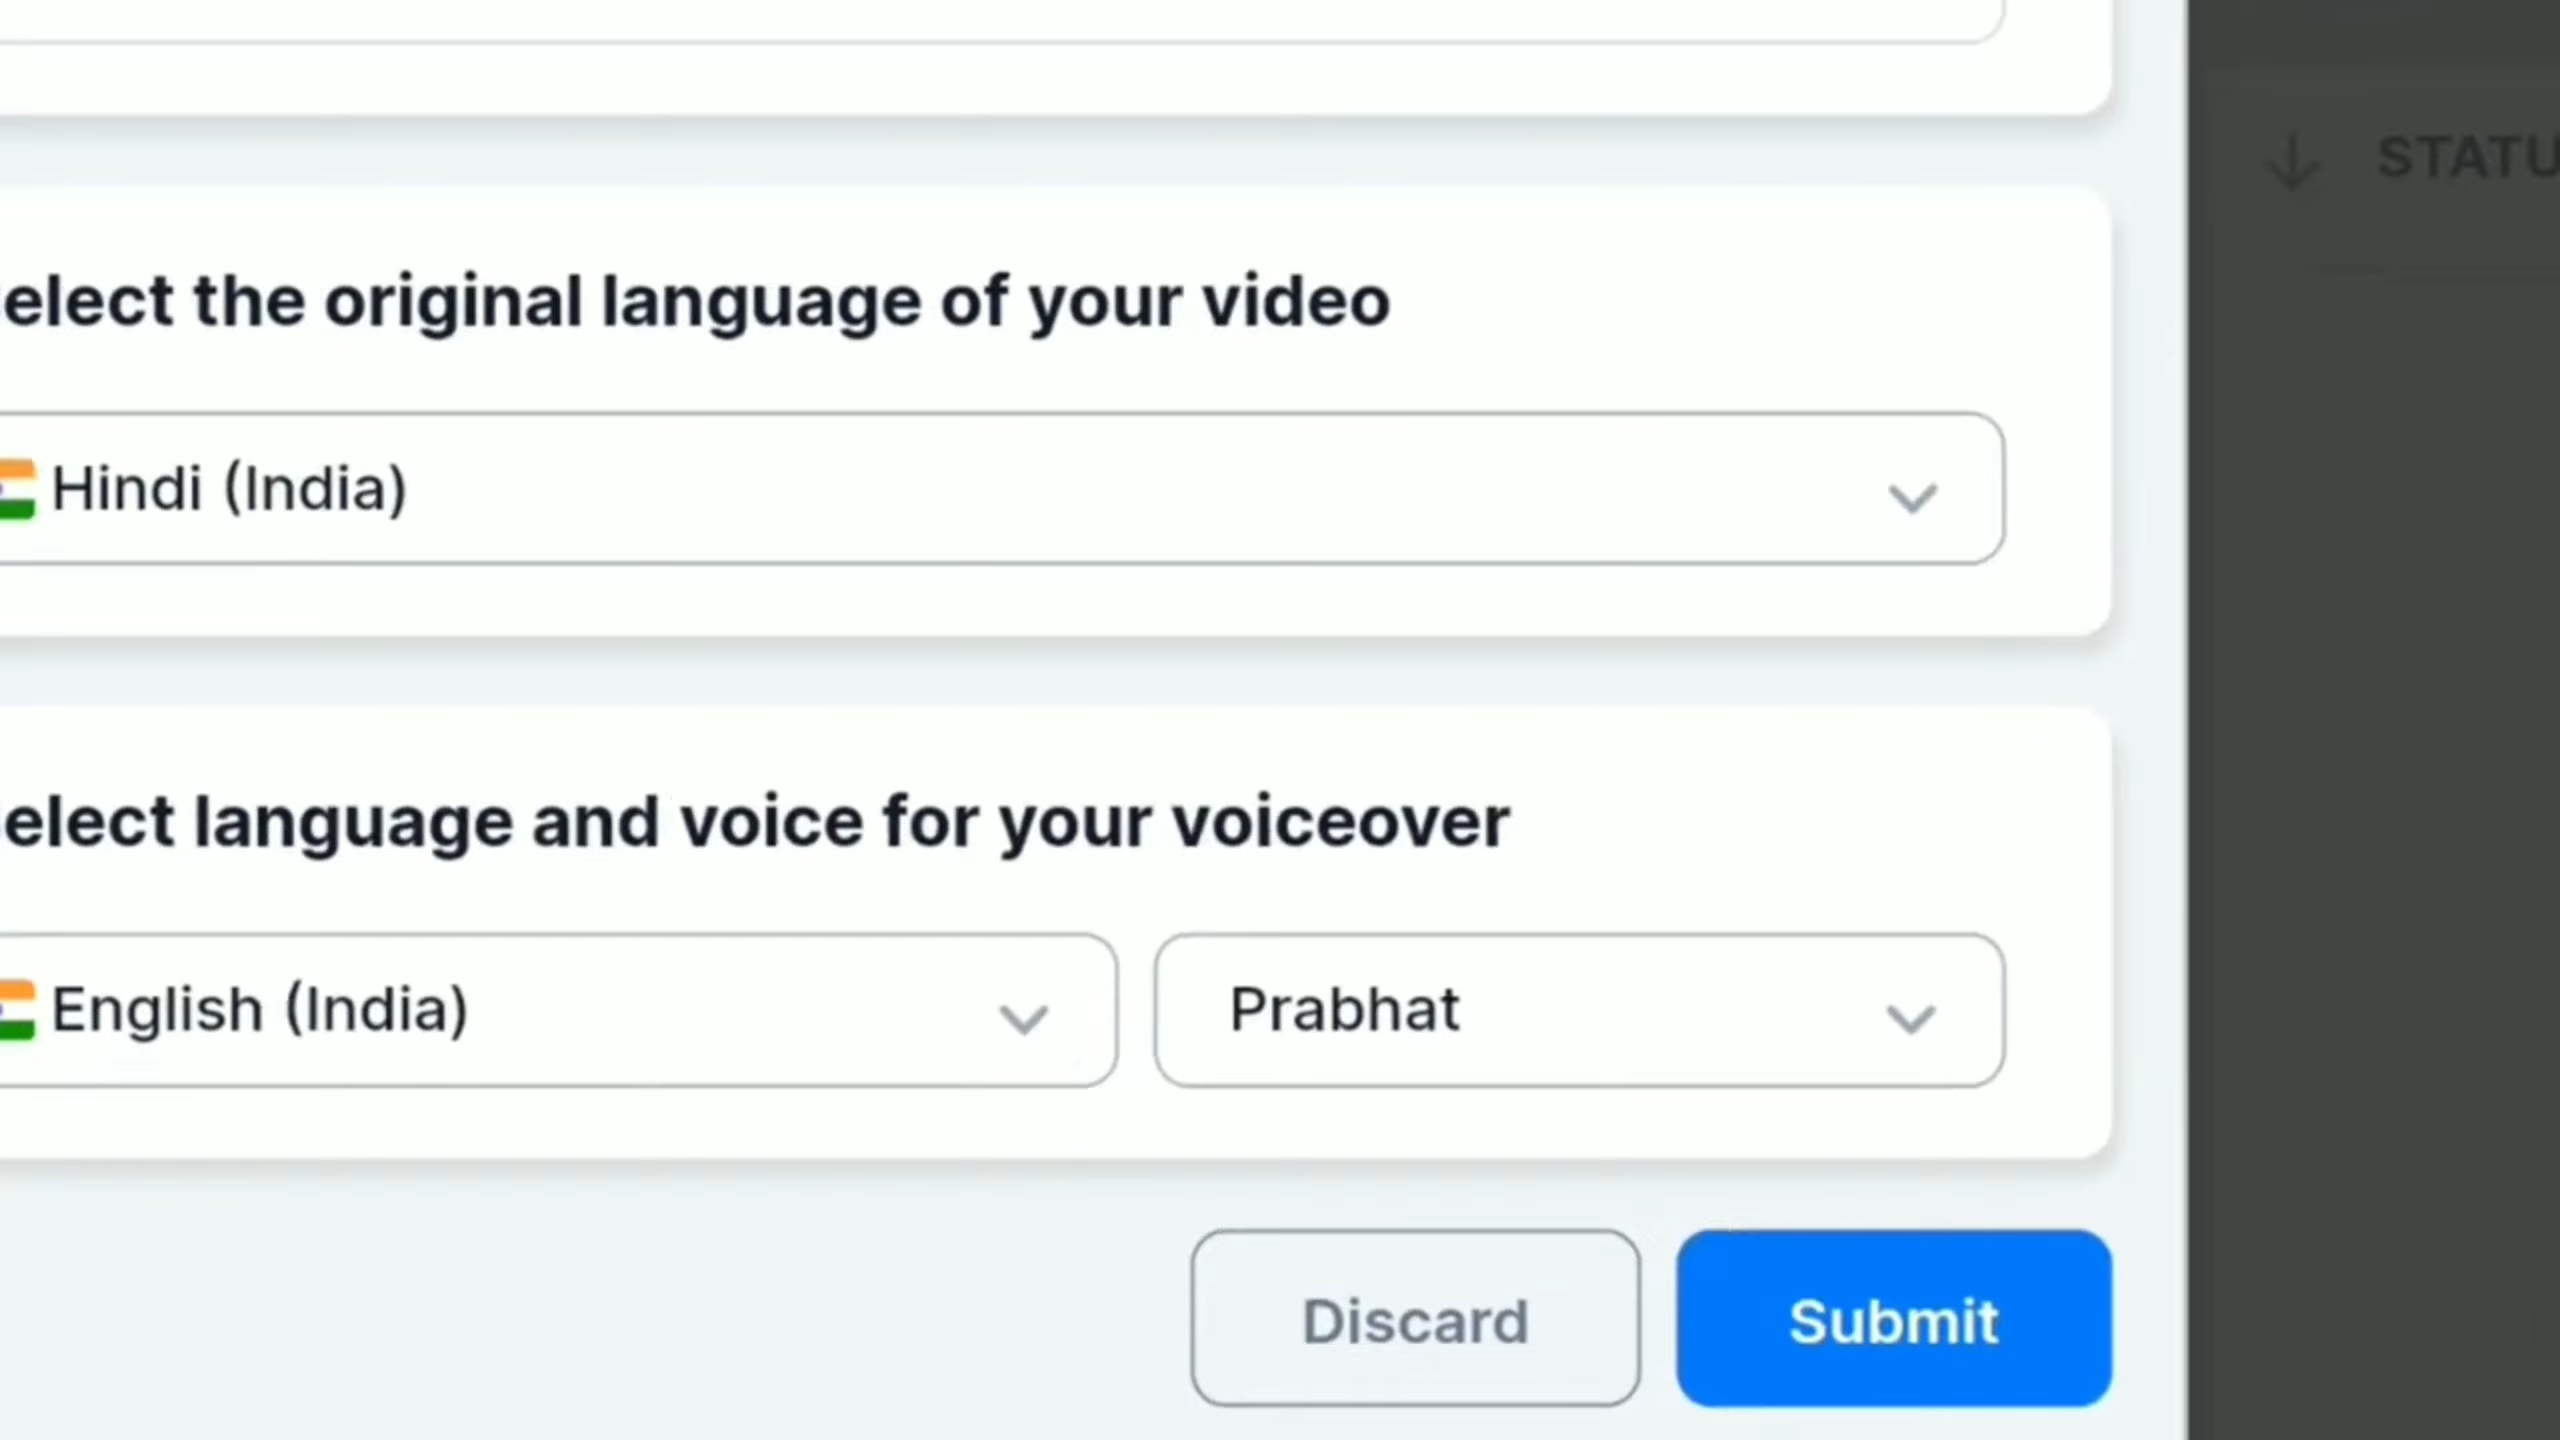 STATU
elect the original language of your video
Hindi (India)
elect language and voice for your voiceover
English (India)
Prabhat
Discard
Submit